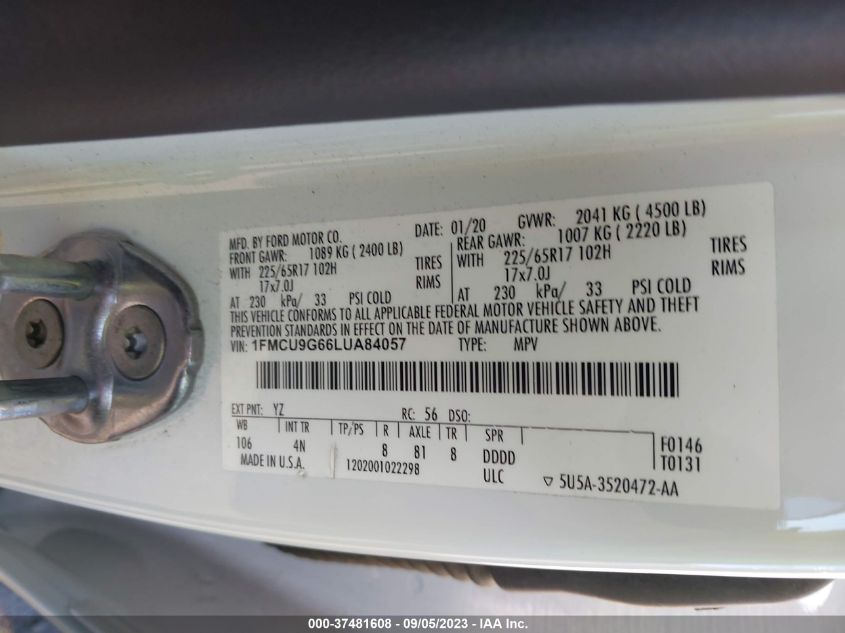 MFD. BY FORD MOTOR CO.
DATE: 01/20 GVWR: 2041 KG ( 4500 LB)
FRONT GAWR: 1089 KG ( 2400 LB)
REAR GAWR: 1007 KG ( 2220 LB)
WITH 225/65R17 102H TIRES
17x7.0J RIMS
AT 230 kPa/ 33 PSI COLD
WITH 225/65R17 102H TIRES
17x7.0J RIMS
AT 230 kPa/ 33 PSI COLD
THIS VEHICLE CONFORMS TO ALL APPLICABLE FEDERAL MOTOR VEHICLE SAFETY AND THEFT
PREVENTION STANDARDS IN EFFECT ON THE DATE OF MANUFACTURE SHOWN ABOVE.
VIN: 1FMCU9G66LUA84057 TYPE: MPV
EXT PNT: YZ RC: 56 DSO:
WB INT TR TP/PS R AXLE TR SPR
106 4N 8 81 8 DDDD
F0146
T0131
MADE IN U.S.A. 1202001022298 ULC ▽ 5U5A-3520472-AA
000-37481608 - 09/05/2023 - IAA Inc.